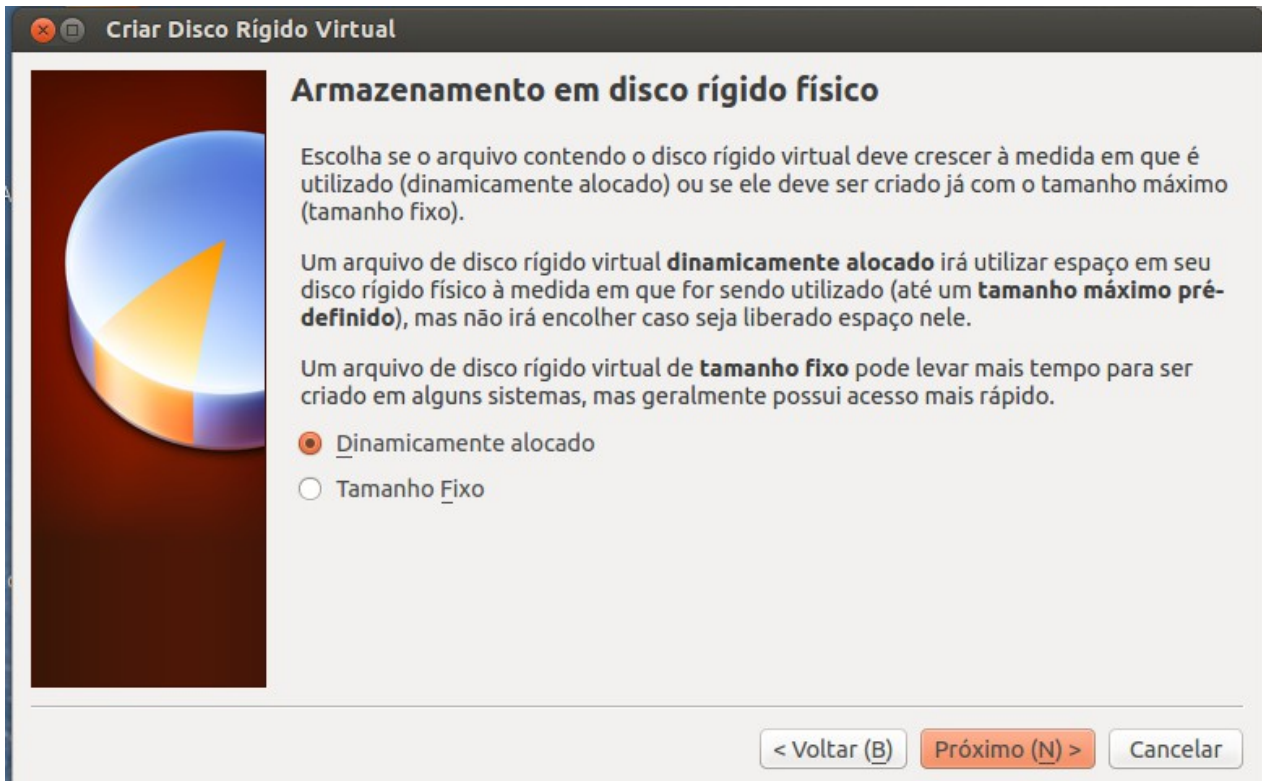 Criar Disco Rígido Virtual
Armazenamento em disco rígido físico
Escolha se o arquivo contendo o disco rígido virtual deve crescer à medida em que é
utilizado (dinamicamente alocado) ou se ele deve ser criado já com o tamanho máximo
(tamanho fixo).
Um arquivo de disco rígido virtual dinamicamente alocado irá utilizar espaço em seu
disco rígido físico à medida em que for sendo utilizado (até um tamanho máximo pré-
definido), mas não irá encolher caso seja liberado espaço nele.
Um arquivo de disco rígido virtual de tamanho fixo pode levar mais tempo para ser
criado em alguns sistemas, mas geralmente possui acesso mais rápido.
Dinamicamente alocado
Tamanho Fixo
< Voltar (B) Próximo (N) > Cancelar